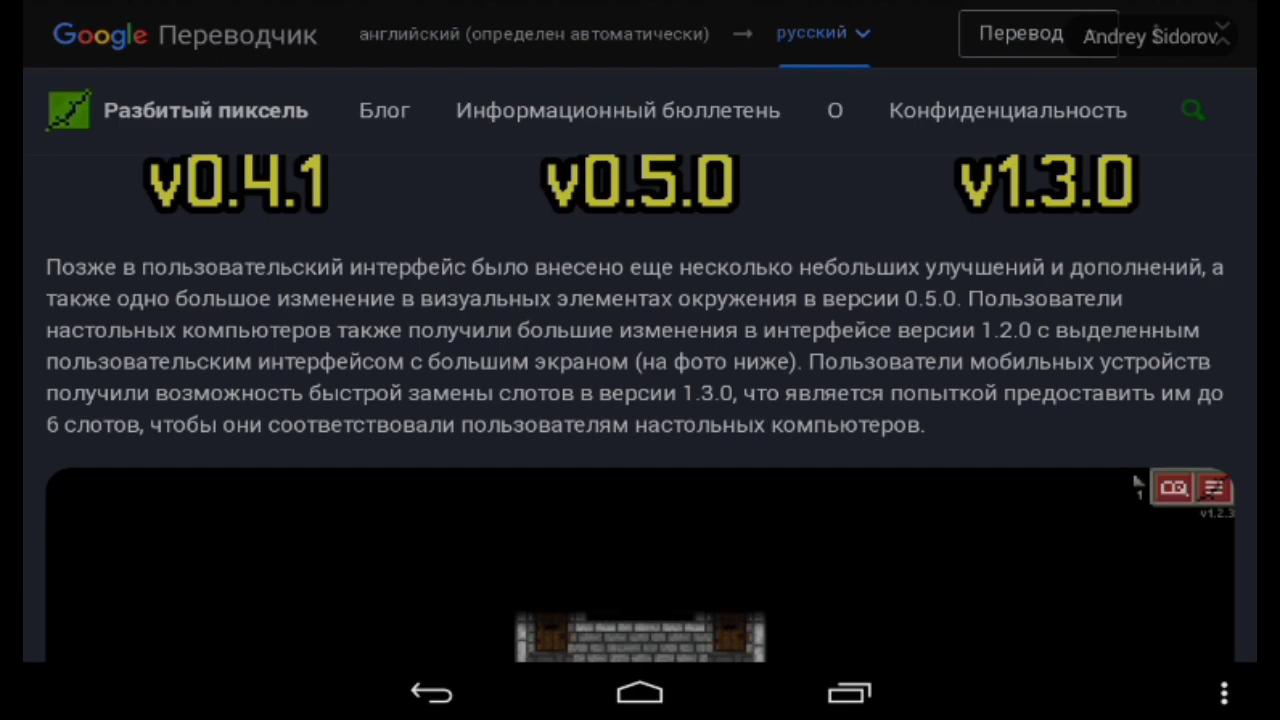 Google Переводчик английский (определен автоматически) → русский Перевод Andrey Sidorov
Разбитый пиксель Блог Информационный бюллетень О Конфиденциальность
v0.4.1 v0.5.0 v1.3.0
Позже в пользовательский интерфейс было внесено еще несколько небольших улучшений и дополнений, а
также одно большое изменение в визуальных элементах окружения в версии 0.5.0. Пользователи
настольных компьютеров также получили большие изменения в интерфейсе версии 1.2.0 с выделенным
пользовательским интерфейсом с большим экраном (на фото ниже). Пользователи мобильных устройств
получили возможность быстрой замены слотов в версии 1.3.0, что является попыткой предоставить им до
6 слотов, чтобы они соответствовали пользователям настольных компьютеров.
1
v1.2.3